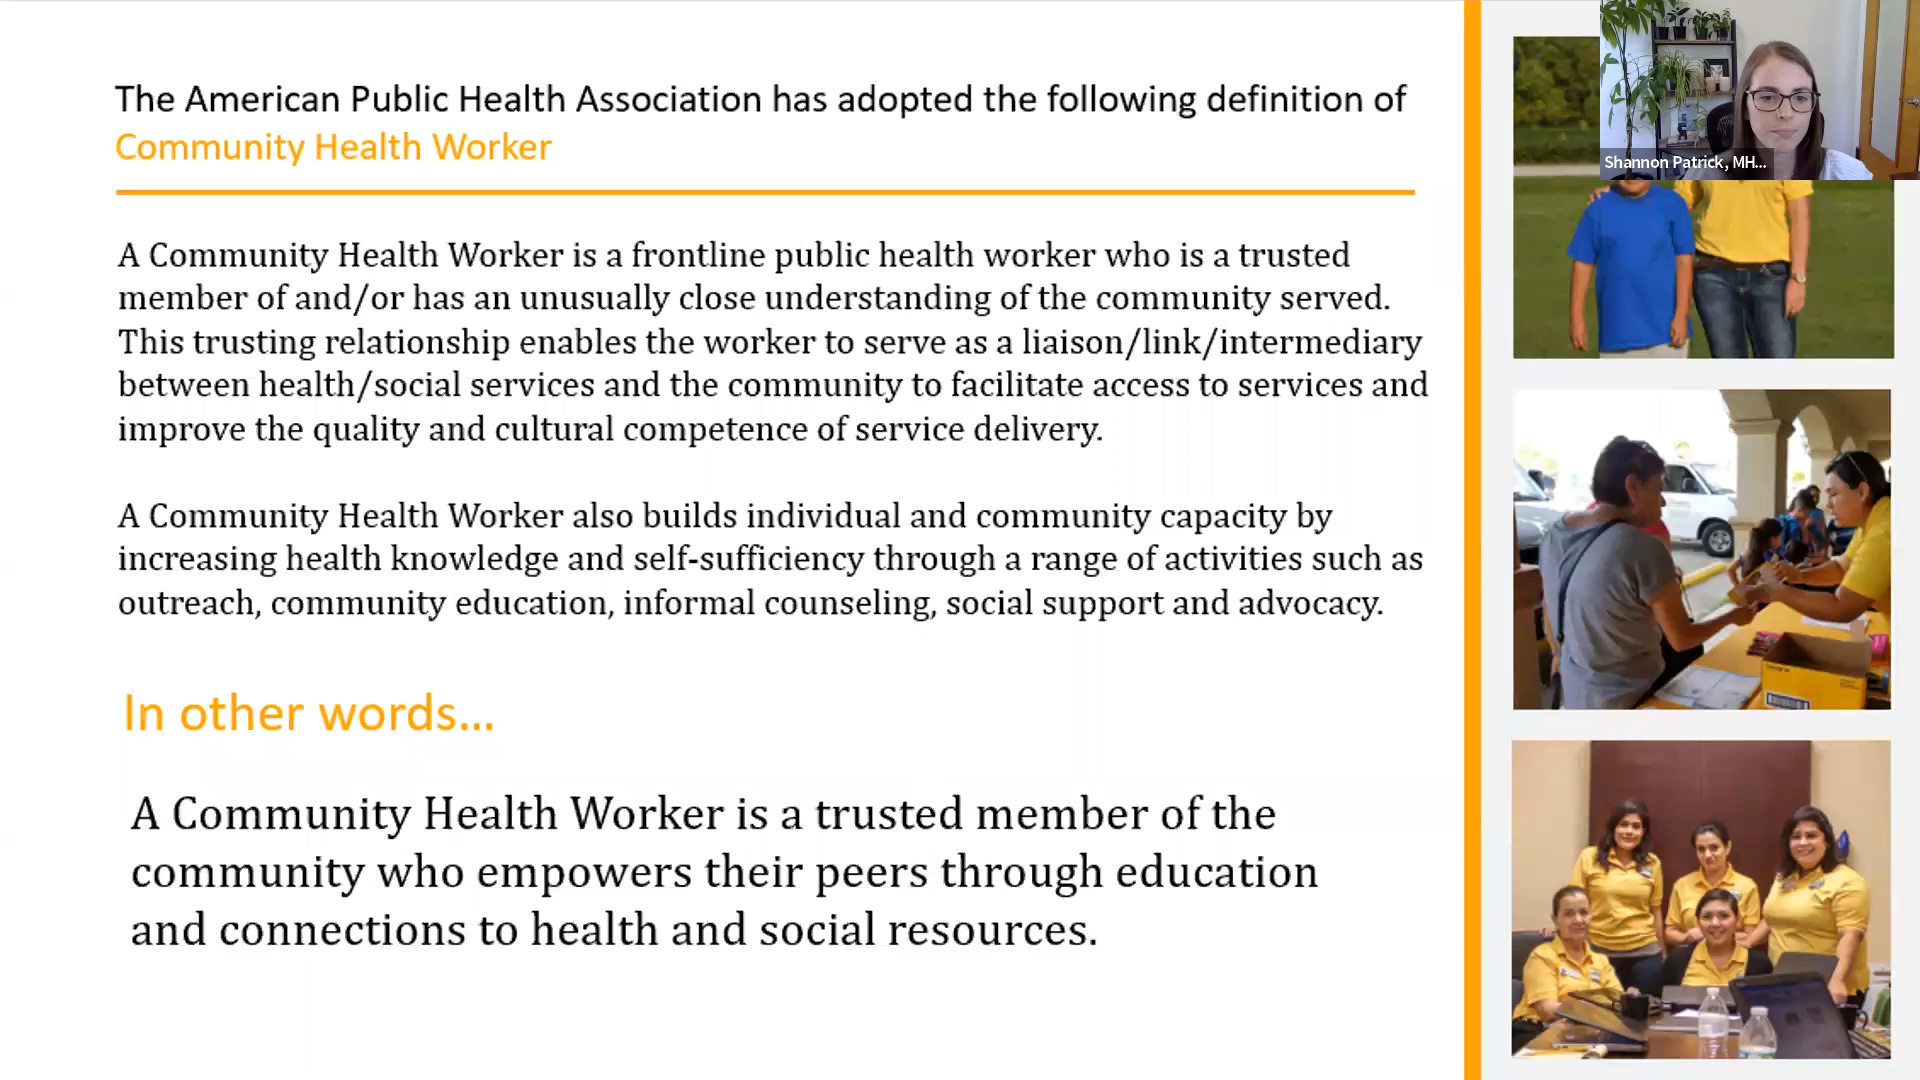 The American Public Health Association has adopted the following definition of
Community Health Worker
A Community Health Worker is a frontline public health worker who is a trusted
member of and/or has an unusually close understanding of the community served.
This trusting relationship enables the worker to serve as a liaison/link/intermediary
between health/social services and the community to facilitate access to services and
improve the quality and cultural competence of service delivery.
A Community Health Worker also builds individual and community capacity by
increasing health knowledge and self-sufficiency through a range of activities such as
outreach, community education, informal counseling, social support and advocacy.
In other words...
A Community Health Worker is a trusted member of the
community who empowers their peers through education
and connections to health and social resources.
Shannon Patrick, MH...